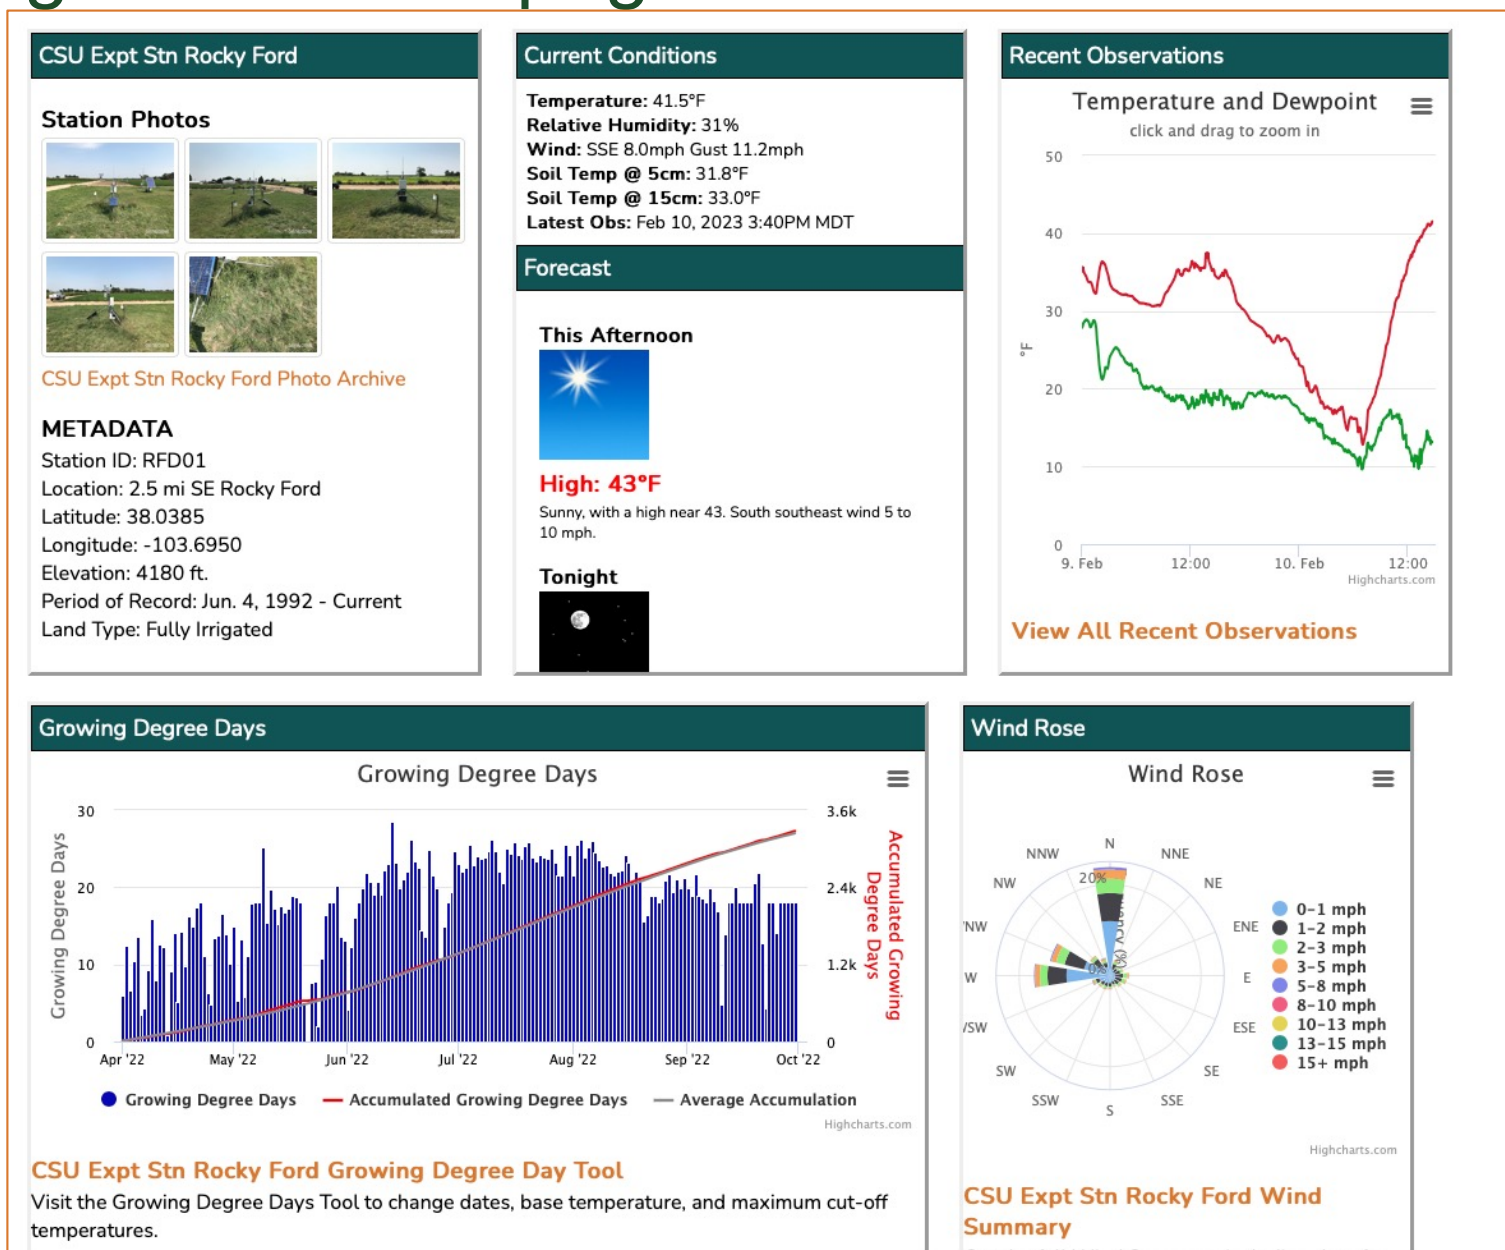 CSU Expt Stn Rocky Ford
Station Photos
CSU Expt Stn Rocky Ford Photo Archive
METADATA
Station ID: RFD01
Location: 2.5 mi SE Rocky Ford
Latitude: 38.0385
Longitude: -103.6950
Elevation: 4180 ft.
Period of Record: Jun. 4, 1992 - Current
Land Type: Fully Irrigated
Current Conditions
Temperature: 41.5°F
Relative Humidity: 31%
Wind: SSE 8.0mph Gust 11.2mph
Soil Temp @ 5cm: 31.8°F
Soil Temp @ 15cm: 33.0°F
Latest Obs: Feb 10, 2023 3:40PM MDT
Forecast
This Afternoon
High: 43°F
Sunny, with a high near 43. South southeast wind 5 to
10 mph.
Tonight
Recent Observations
Temperature and Dewpoint
click and drag to zoom in
50
40
30
20
10
0
°F
9. Feb 12:00 10. Feb 12:00
Highcharts.com
View All Recent Observations
Growing Degree Days
Growing Degree Days
30 3.6k
20 2.4k
10 1.2k
0 0
Growing Degree Days
Accumulated Growing
Degree Days
Apr '22 May '22 Jun '22 Jul '22 Aug '22 Sep '22 Oct '22
Growing Degree Days Accumulated Growing Degree Days Average Accumulation
Highcharts.com
CSU Expt Stn Rocky Ford Growing Degree Day Tool
Visit the Growing Degree Days Tool to change dates, base temperature, and maximum cut-off
temperatures.
Wind Rose
Wind Rose
N
NNW NNE
NW NE
NW ENE
W E
SW ESE
SW SE
SSW SSE
S
20%
0%
0-1 mph
1-2 mph
2-3 mph
3-5 mph
5-8 mph
8-10 mph
10-13 mph
13-15 mph
15+ mph
Highcharts.com
CSU Expt Stn Rocky Ford Wind
Summary